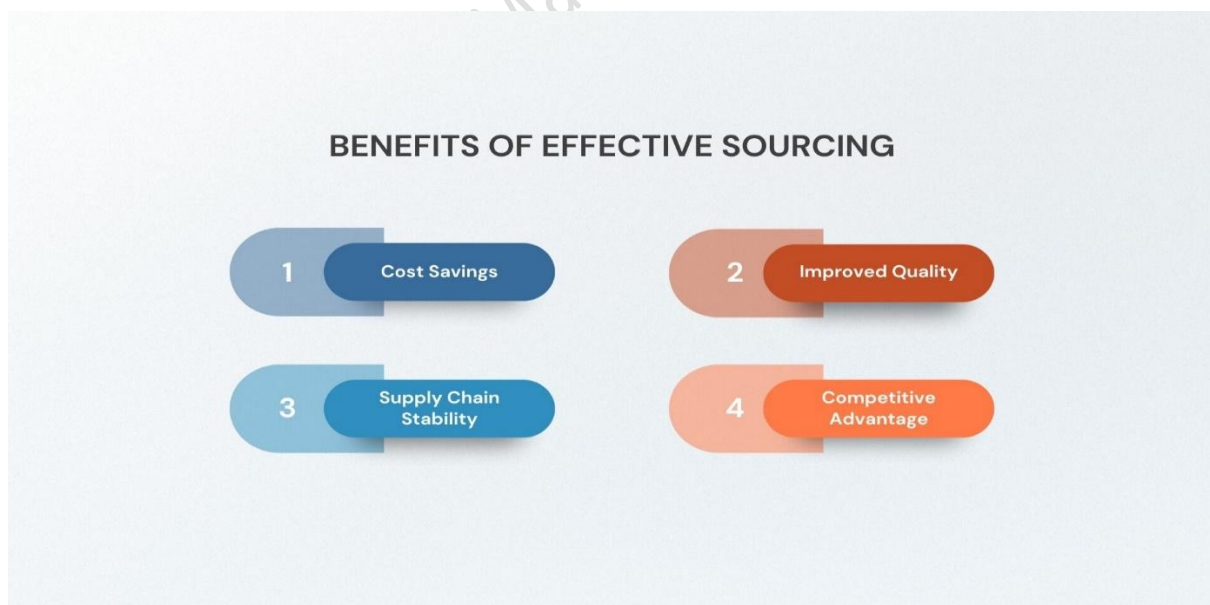 BENEFITS OF EFFECTIVE SOURCING
1
Cost Savings
2
Improved Quality
3
Supply Chain
Stability
4
Competitive
Advantage